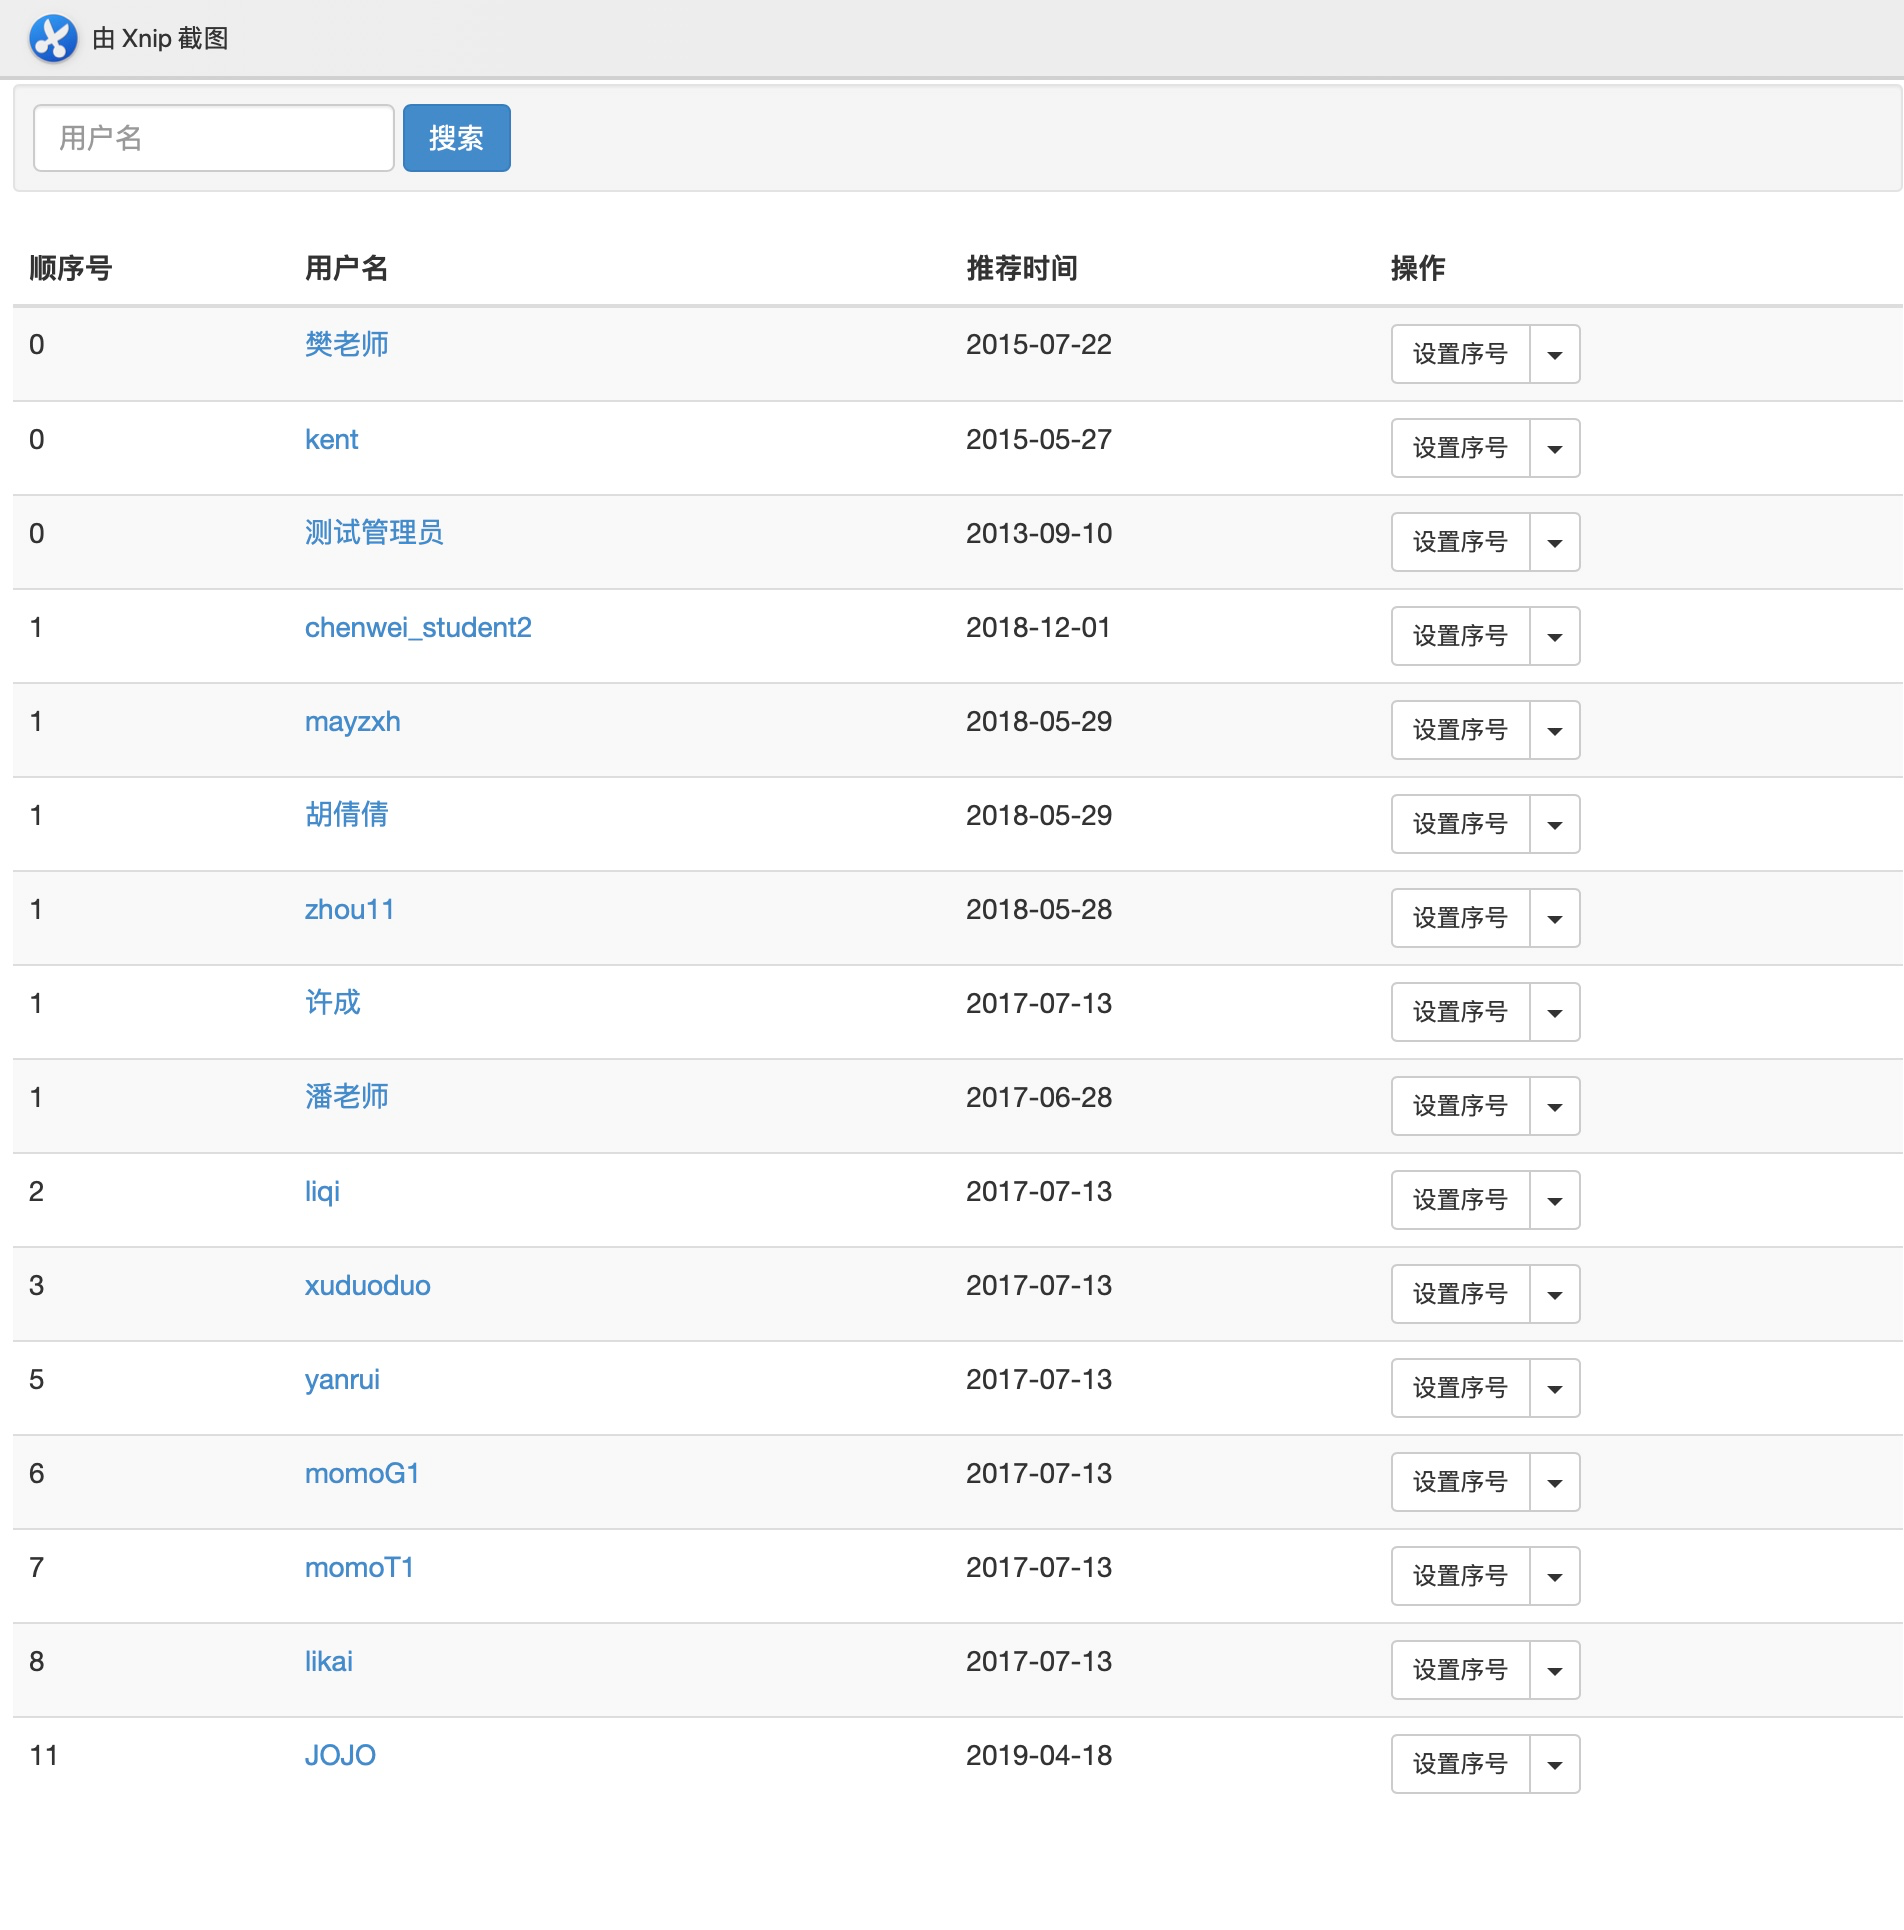 由 Xnip 截图
用户名 搜索
顺序号 用户名 推荐时间 操作
0 樊老师 2015-07-22 设置序号
0 kent 2015-05-27 设置序号
0 测试管理员 2013-09-10 设置序号
1 chenwei_student2 2018-12-01 设置序号
1 mayzxh 2018-05-29 设置序号
1 胡倩倩 2018-05-29 设置序号
1 zhou11 2018-05-28 设置序号
1 许成 2017-07-13 设置序号
1 潘老师 2017-06-28 设置序号
2 liqi 2017-07-13 设置序号
3 xuduoduo 2017-07-13 设置序号
5 yanrui 2017-07-13 设置序号
6 momoG1 2017-07-13 设置序号
7 momoT1 2017-07-13 设置序号
8 likai 2017-07-13 设置序号
11 JOJO 2019-04-18 设置序号